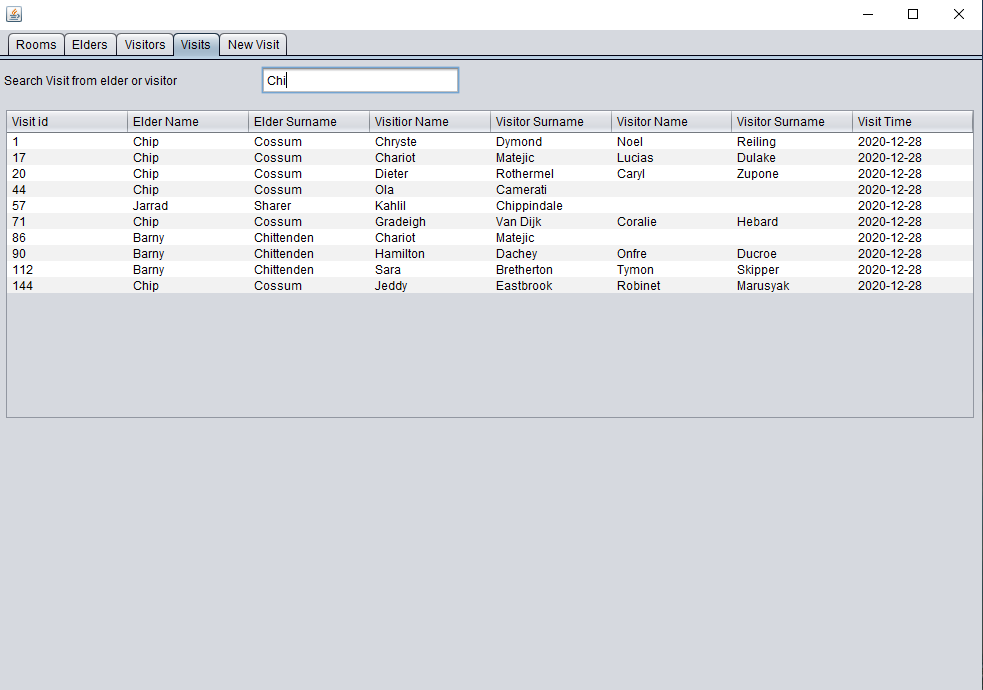 Rooms Elders Visitors Visits New Visit
Search Visit from elder or visitor Chi
Visit id Elder Name Elder Surname Visitior Name Visitor Surname Visitor Name Visitor Surname Visit Time
1 Chip Cossum Chryste Dymond Noel Reiling 2020-12-28
17 Chip Cossum Chariot Matejic Lucias Dulake 2020-12-28
20 Chip Cossum Dieter Rothermel Caryl Zupone 2020-12-28
44 Chip Cossum Ola Camerati 2020-12-28
57 Jarrad Sharer Kahlil Chippindale 2020-12-28
71 Chip Cossum Gradeigh Van Dijk Coralie Hebard 2020-12-28
86 Barny Chittenden Chariot Matejic 2020-12-28
90 Barny Chittenden Hamilton Dachey Onfre Ducroe 2020-12-28
112 Barny Chittenden Sara Bretherton Tymon Skipper 2020-12-28
144 Chip Cossum Jeddy Eastbrook Robinet Marusyak 2020-12-28